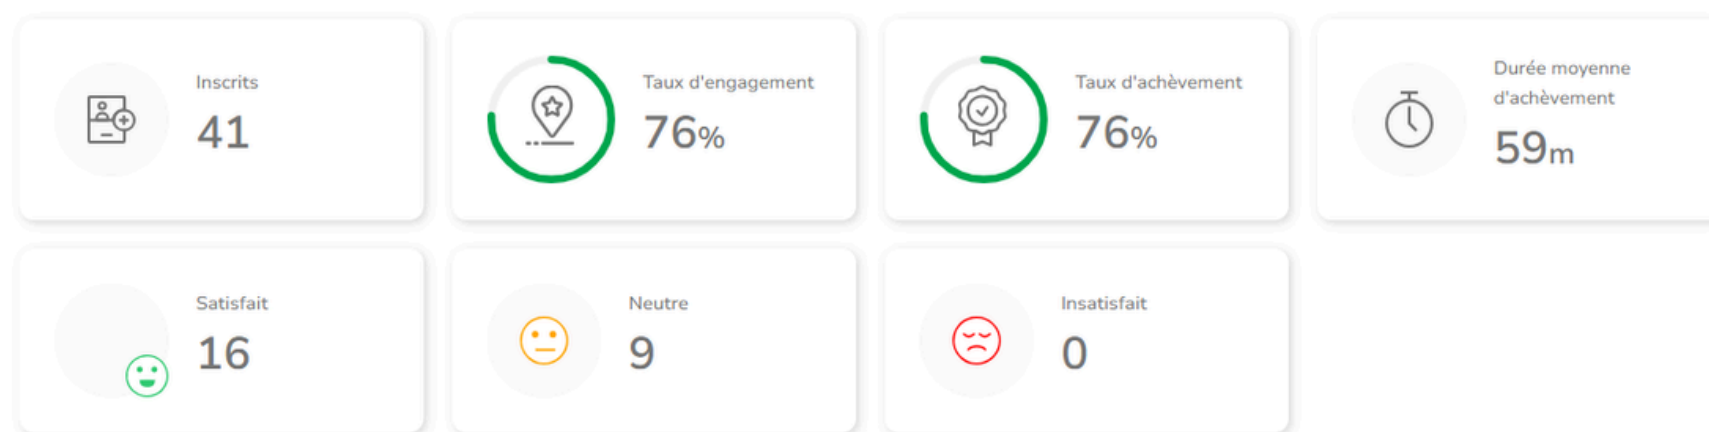 Inscrits
41
Taux d'engagement
76%
Taux d'achèvement
76%
Durée moyenne
d'achèvement
59m
Satisfait
16
Neutre
9
Insatisfait
0